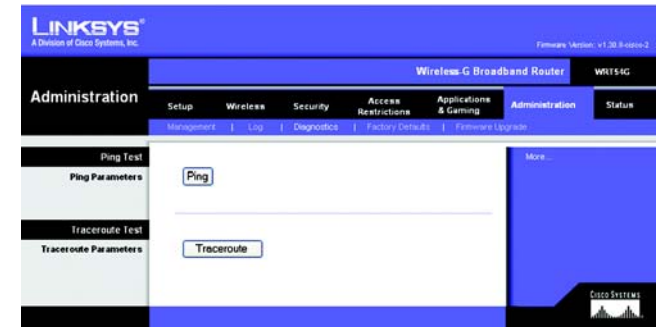 LINKSYS®
A Division of Cisco Systems, Inc.
Firmware Version: v1.30.9-cisco-2
Wireless-G Broadband Router WRT54G
Administration
Setup Wireless Security Access Restrictions Applications & Gaming Administration Status
Management | Log | Diagnostics | Factory Defaults | Firmware Upgrade
Ping Test
Ping Parameters
Ping
More...
Traceroute Test
Traceroute Parameters
Traceroute
CISCO SYSTEMS